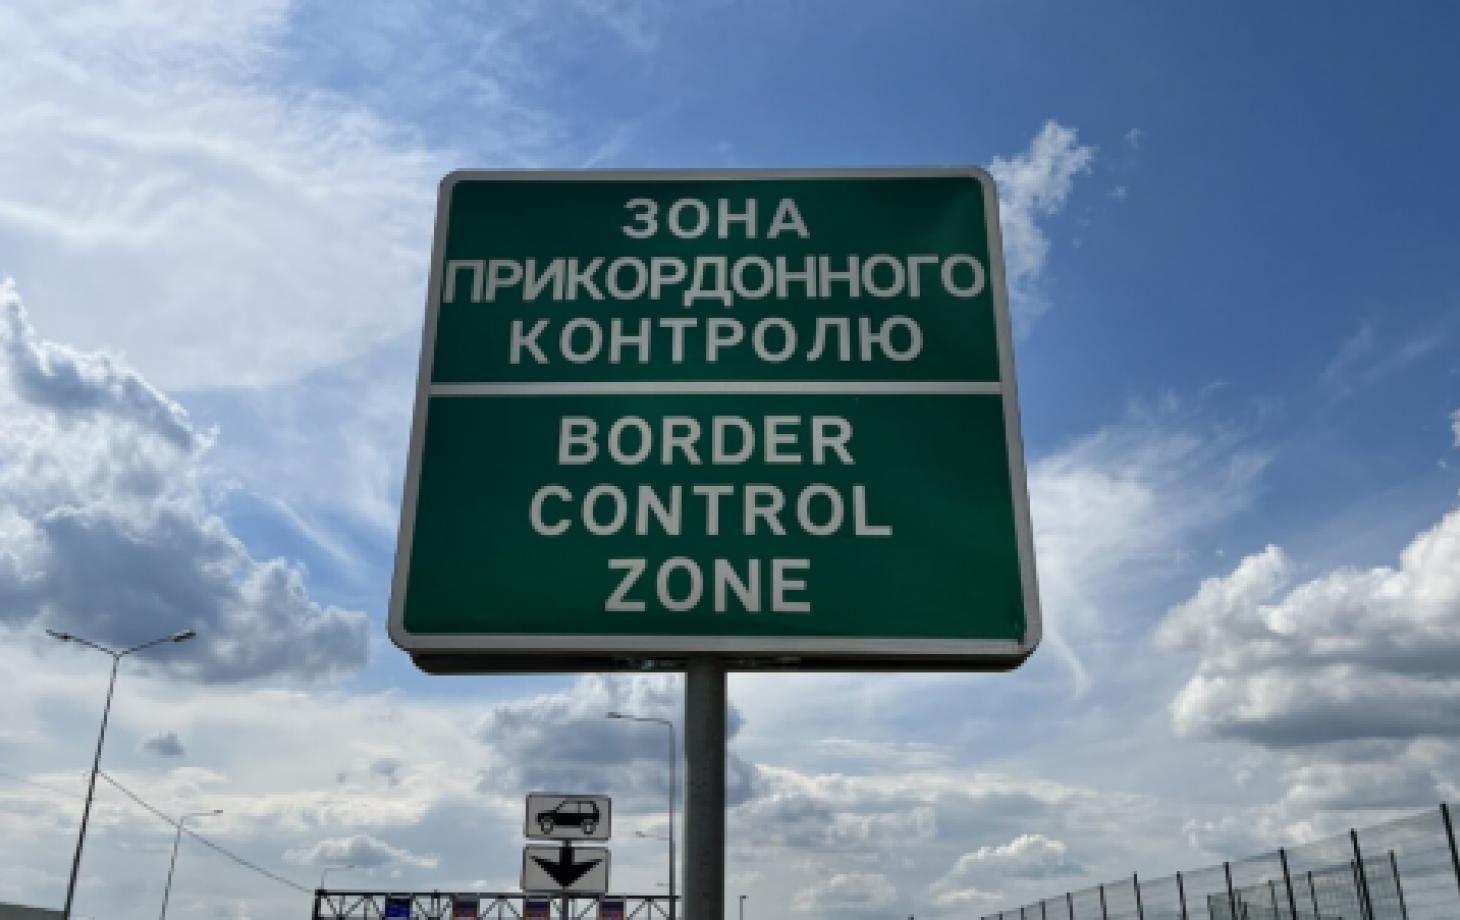 ЗОНА
ПРИКОРДОННОГО
КОНТРОЛЮ
BORDER
CONTROL
ZONE